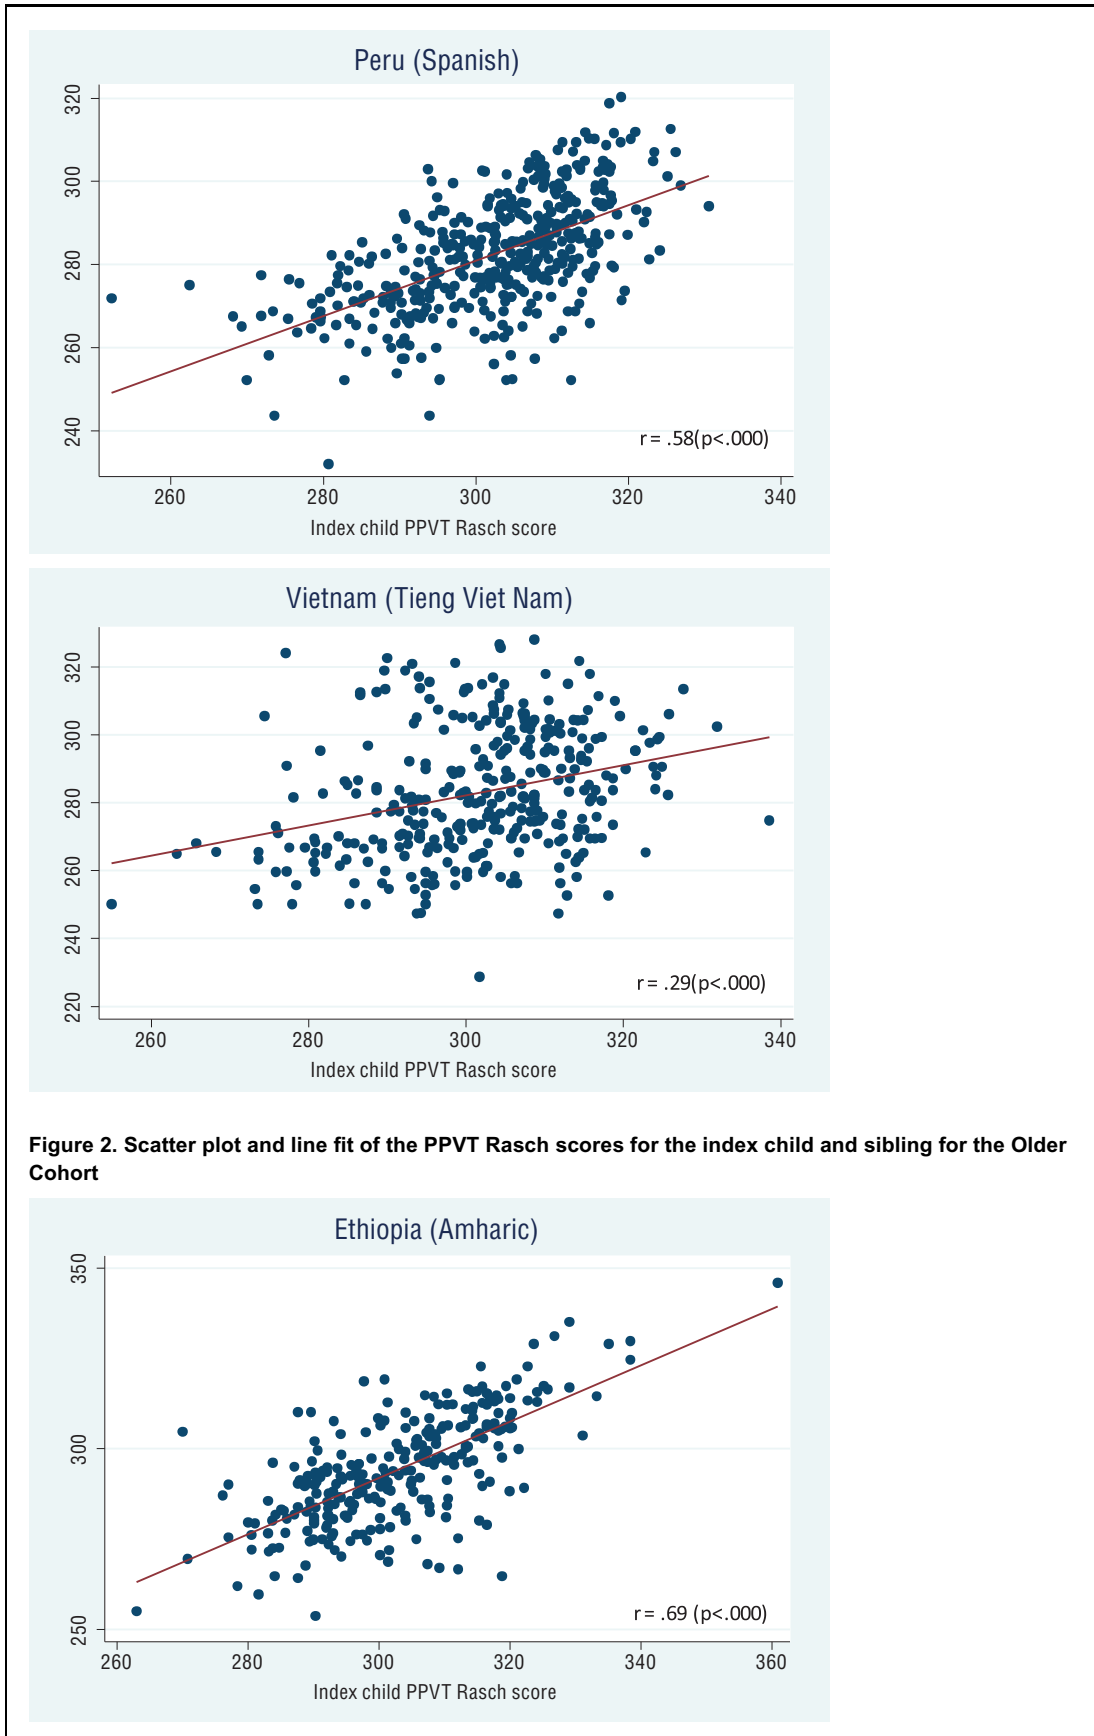 Peru (Spanish)
320
300
280
260
240
r = .58(p<.000)
260 280 300 320 340
Index child PPVT Rasch score
Vietnam (Tieng Viet Nam)
320
300
280
260
240
220
r = .29(p<.000)
260 280 300 320 340
Index child PPVT Rasch score
Figure 2. Scatter plot and line fit of the PPVT Rasch scores for the index child and sibling for the Older
Cohort
Ethiopia (Amharic)
350
300
250
r = .69 (p<.000)
260 280 300 320 340 360
Index child PPVT Rasch score